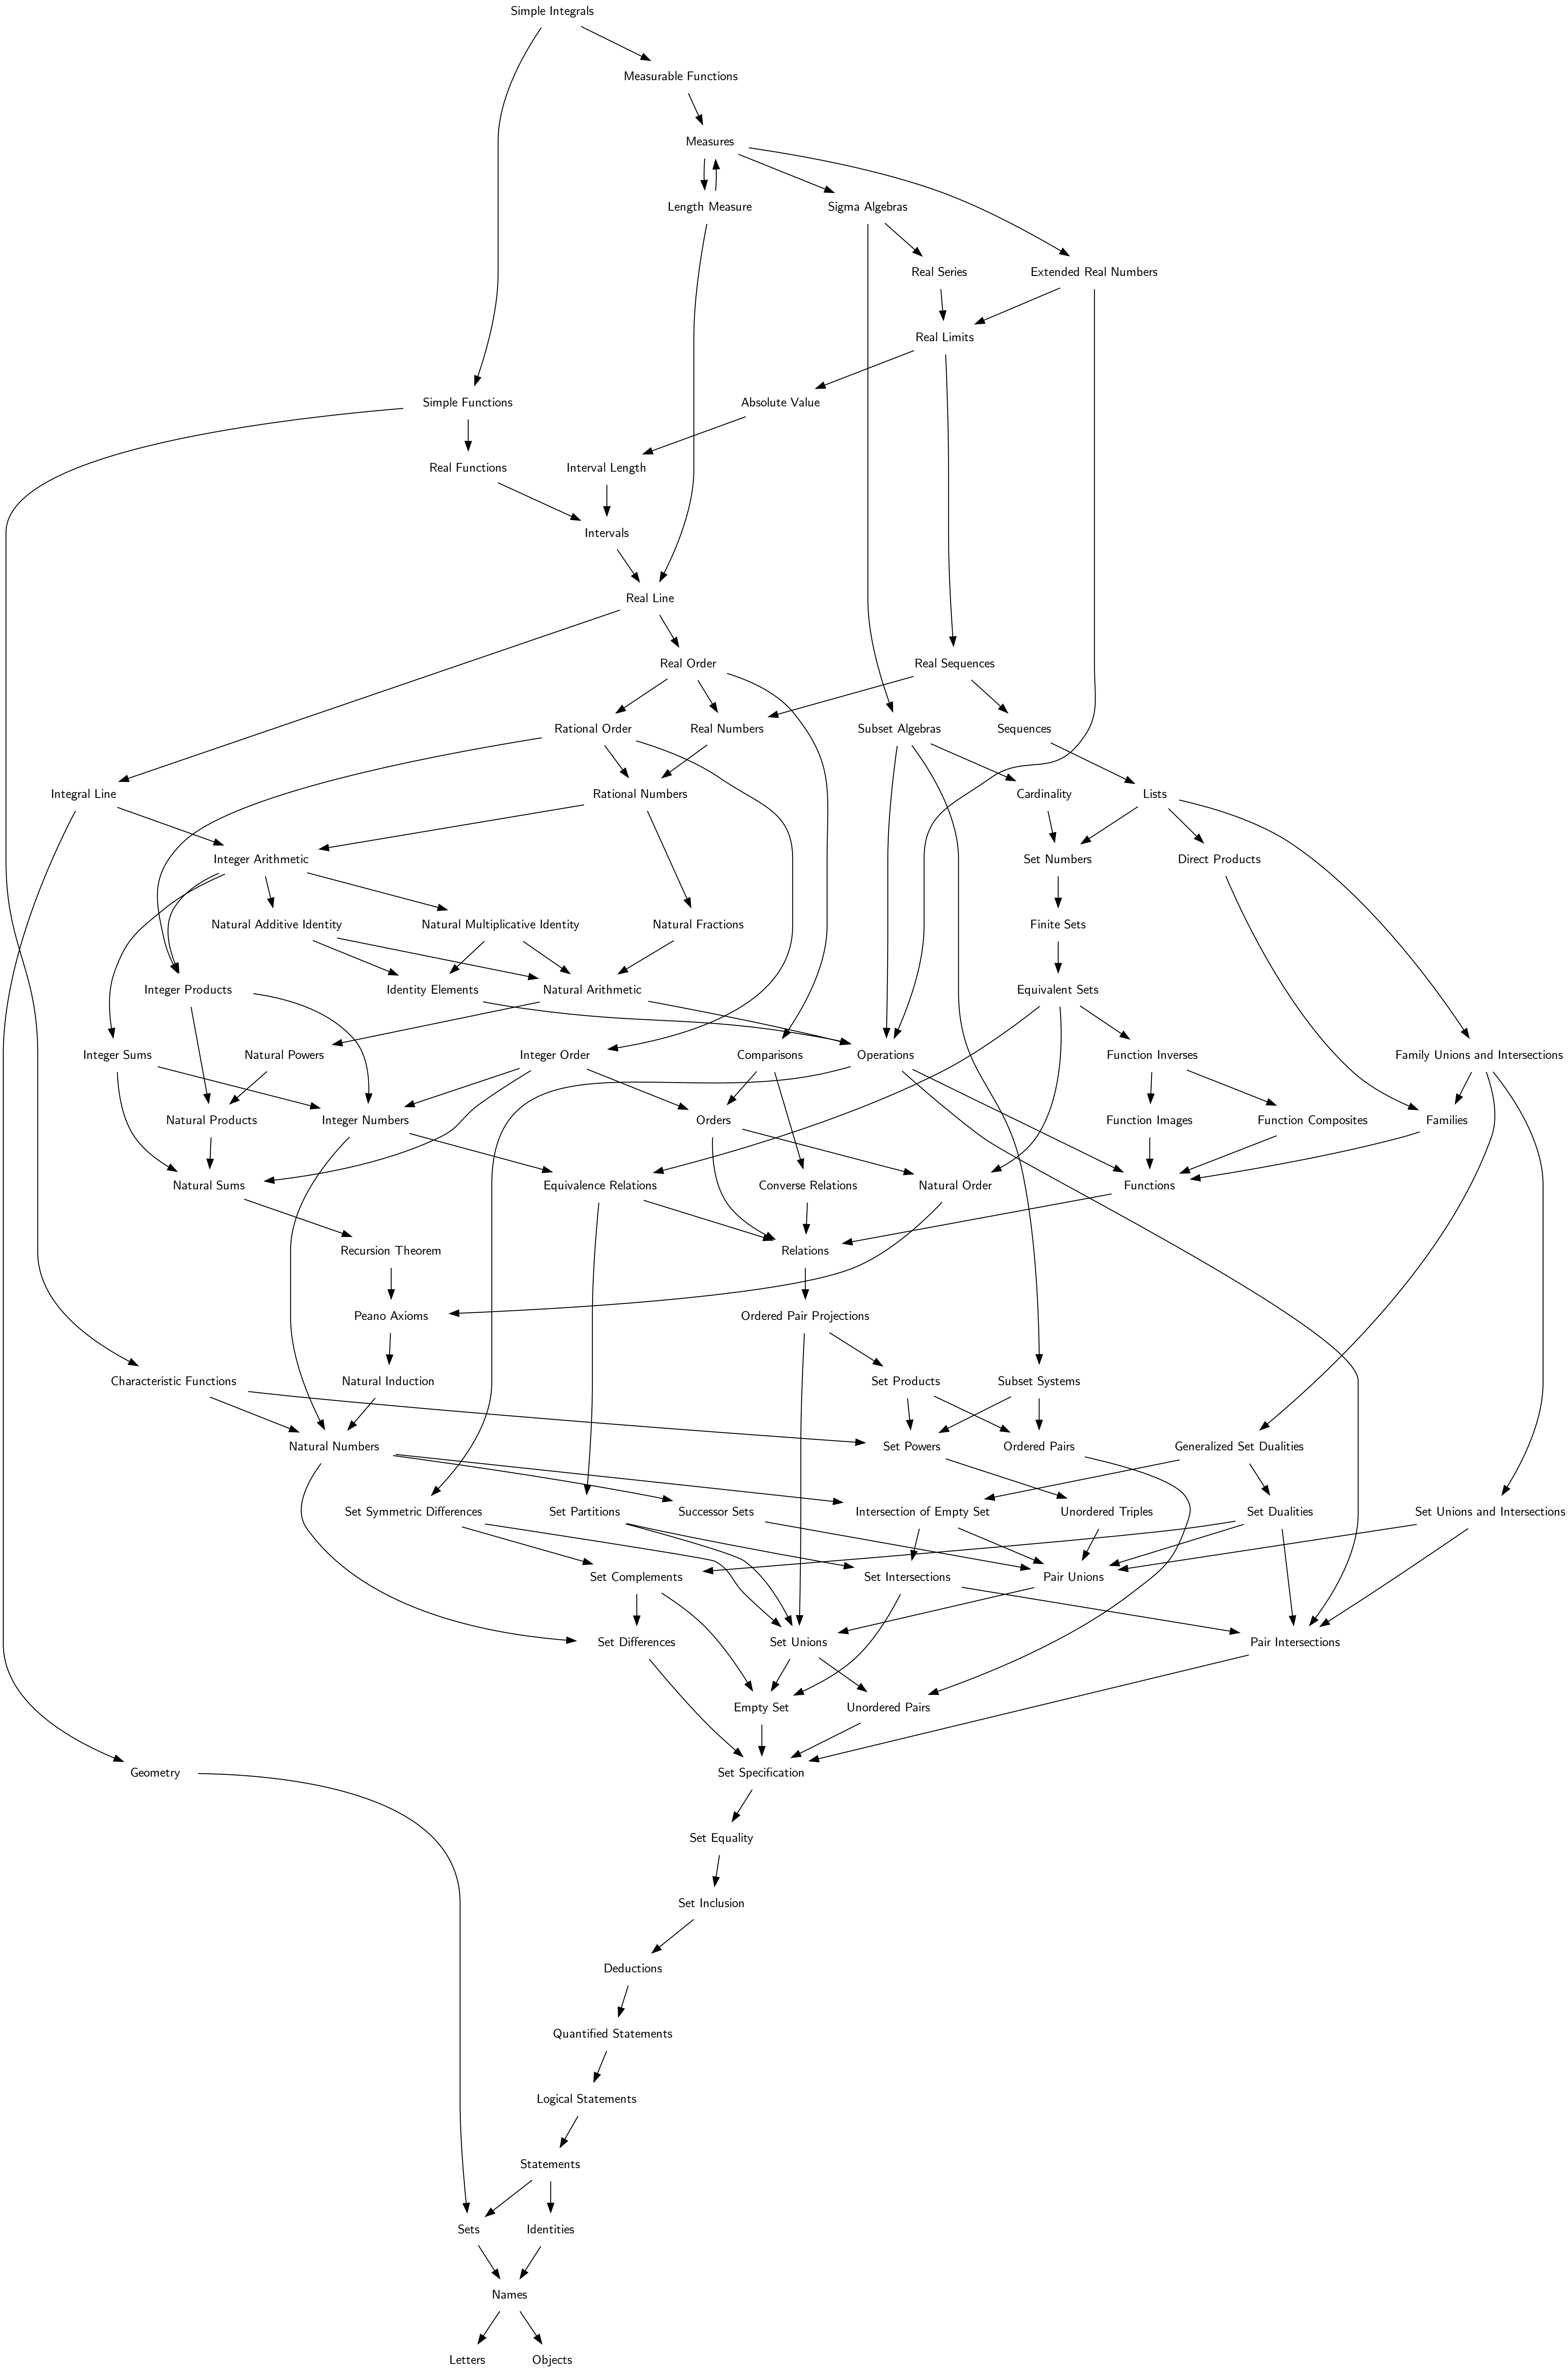 Simple Integrals
Measurable Functions
Measures
Length Measure
Sigma Algebras
Real Series
Extended Real Numbers
Real Limits
Simple Functions
Absolute Value
Real Functions
Interval Length
Intervals
Real Line
Real Order
Real Sequences
Rational Order
Real Numbers
Subset Algebras
Sequences
Integral Line
Rational Numbers
Cardinality
Lists
Integer Arithmetic
Set Numbers
Direct Products
Natural Additive Identity
Natural Multiplicative Identity
Natural Fractions
Finite Sets
Integer Products
Identity Elements
Natural Arithmetic
Equivalent Sets
Integer Sums
Natural Powers
Integer Order
Comparisons
Operations
Function Inverses
Family Unions and Intersections
Natural Products
Integer Numbers
Orders
Function Images
Function Composites
Families
Natural Sums
Equivalence Relations
Converse Relations
Natural Order
Functions
Recursion Theorem
Relations
Peano Axioms
Ordered Pair Projections
Characteristic Functions
Natural Induction
Set Products
Subset Systems
Natural Numbers
Set Powers
Ordered Pairs
Generalized Set Dualities
Set Symmetric Differences
Set Partitions
Successor Sets
Intersection of Empty Set
Unordered Triples
Set Dualities
Set Unions and Intersections
Set Complements
Set Intersections
Pair Unions
Set Differences
Set Unions
Pair Intersections
Empty Set
Unordered Pairs
Geometry
Set Specification
Set Equality
Set Inclusion
Deductions
Quantified Statements
Logical Statements
Statements
Sets
Identities
Names
Letters
Objects